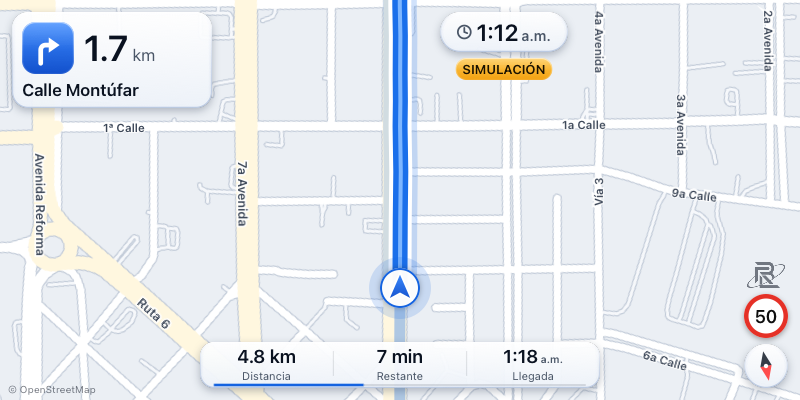 1.7 km
Calle Montúfar
1:12 a.m.
SIMULACIÓN
4a Avenida
2a Avenida
3a Avenida
1ª Calle
1a Calle
Avenida Reforma
7a Avenida
Vía 3
9a Calle
Ruta 6
50
6a Calle
4.8 km
Distancia
7 min
Restante
1:18 a.m.
Llegada
© OpenStreetMap